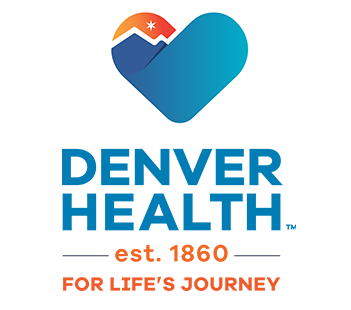 DENVER
HEALTH™
est. 1860
FOR LIFE'S JOURNEY